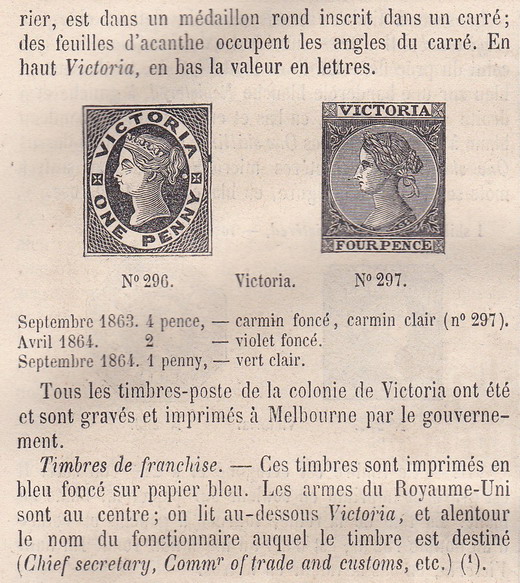 rier, est dans un médaillon rond inscrit dans un carré;
des feuilles d'acanthe occupent les angles du carré. En
haut Victoria, en bas la valeur en lettres.
VICTORIA
ONE PENNY
VICTORIA
FOURPENCE
Nº 296. Victoria. Nº 297.
Septembre 1863. 4 pence, — carmin foncé, carmin clair (nº 297).
Avril 1864. 2 — violet foncé.
Septembre 1864. 1 penny, — vert clair.
Tous les timbres-poste de la colonie de Victoria ont été
et sont gravés et imprimés à Melbourne par le gouverne-
ment.
Timbres de franchise. — Ces timbres sont imprimés en
bleu foncé sur papier bleu. Les armes du Royaume-Uni
sont au centre; on lit au-dessous Victoria, et alentour
le nom du fonctionnaire auquel le timbre est destiné
(Chief secretary, Commʳ of trade and customs, etc.) (¹).